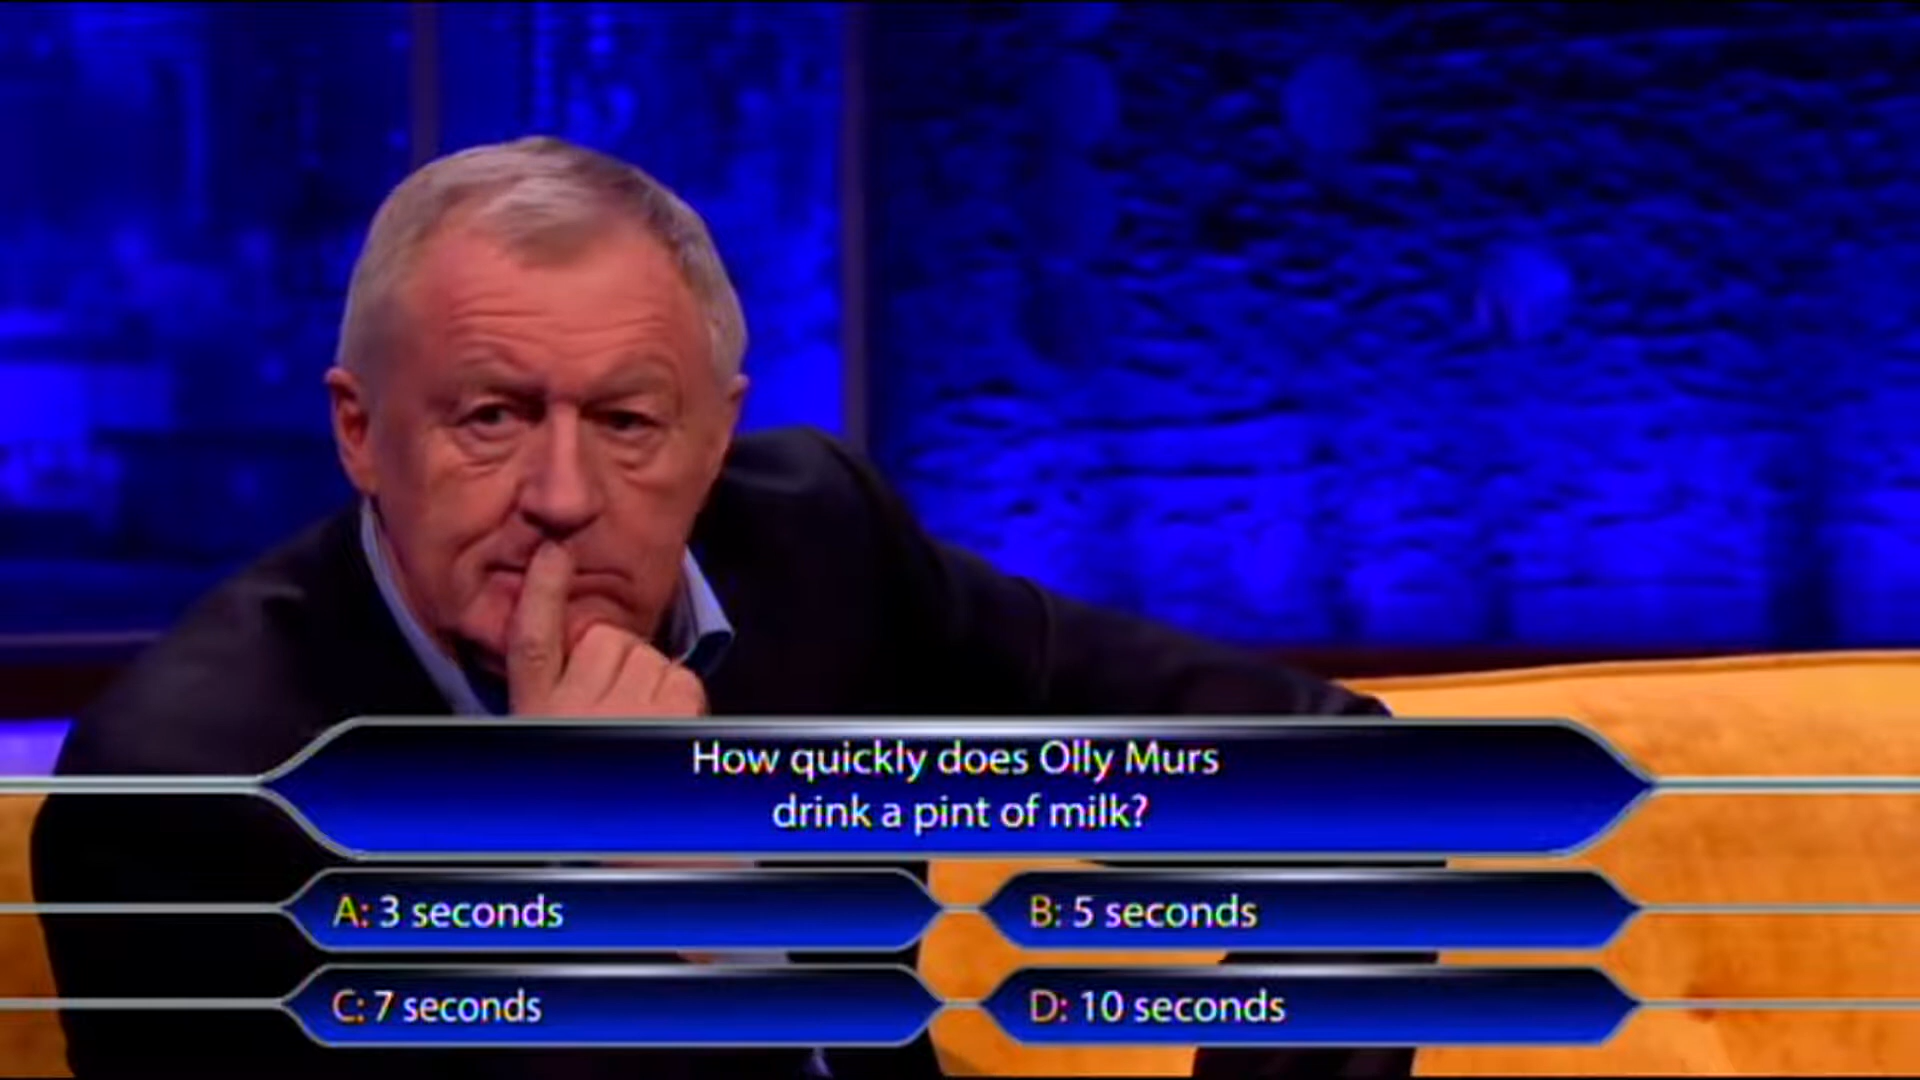 How quickly does Olly Murs
drink a pint of milk?
A: 3 seconds
B: 5 seconds
C: 7 seconds
D: 10 seconds